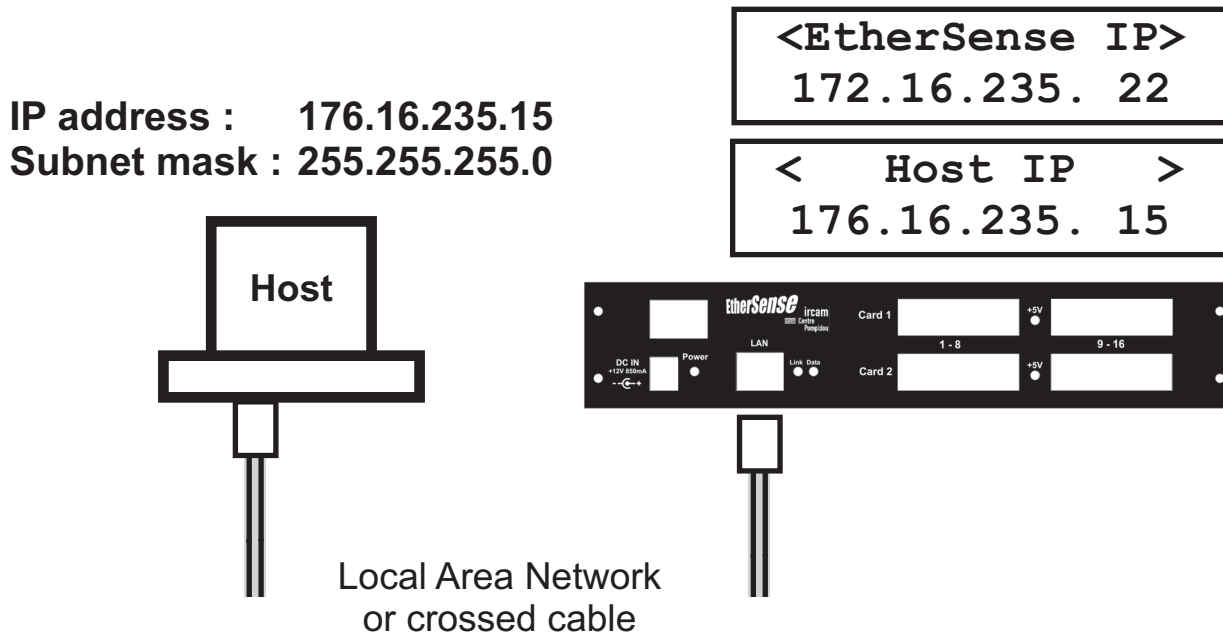 <EtherSense IP>
172.16.235. 22
IP address : 176.16.235.15
Subnet mask : 255.255.255.0
< Host IP >
176.16.235. 15
Host
EtherSense
ircam
Centre
Pompidou
Card 1
+5V
1 - 8
9 - 16
LAN
DC IN
+12V 850mA
Power
Link Data
Card 2
+5V
Local Area Network
or crossed cable